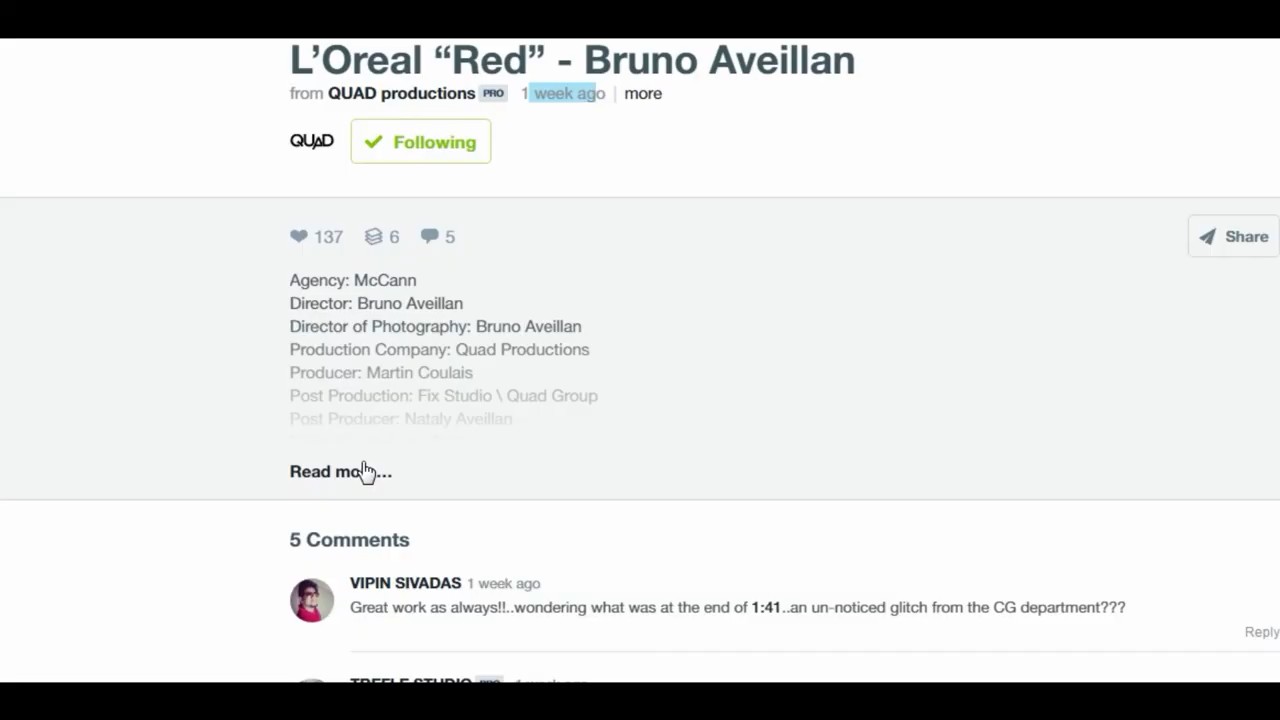 L’Oreal “Red” - Bruno Aveillan
from QUAD productions PRO 1 week ago | more
QUAD Following
137 6 5
Share
Agency: McCann
Director: Bruno Aveillan
Director of Photography: Bruno Aveillan
Production Company: Quad Productions
Producer: Martin Coulais
Post Production: Fix Studio \ Quad Group
Post Producer: Nataly Aveillan
Read mo...
5 Comments
VIPIN SIVADAS 1 week ago
Great work as always!!..wondering what was at the end of 1:41..an un-noticed glitch from the CG department???
Reply